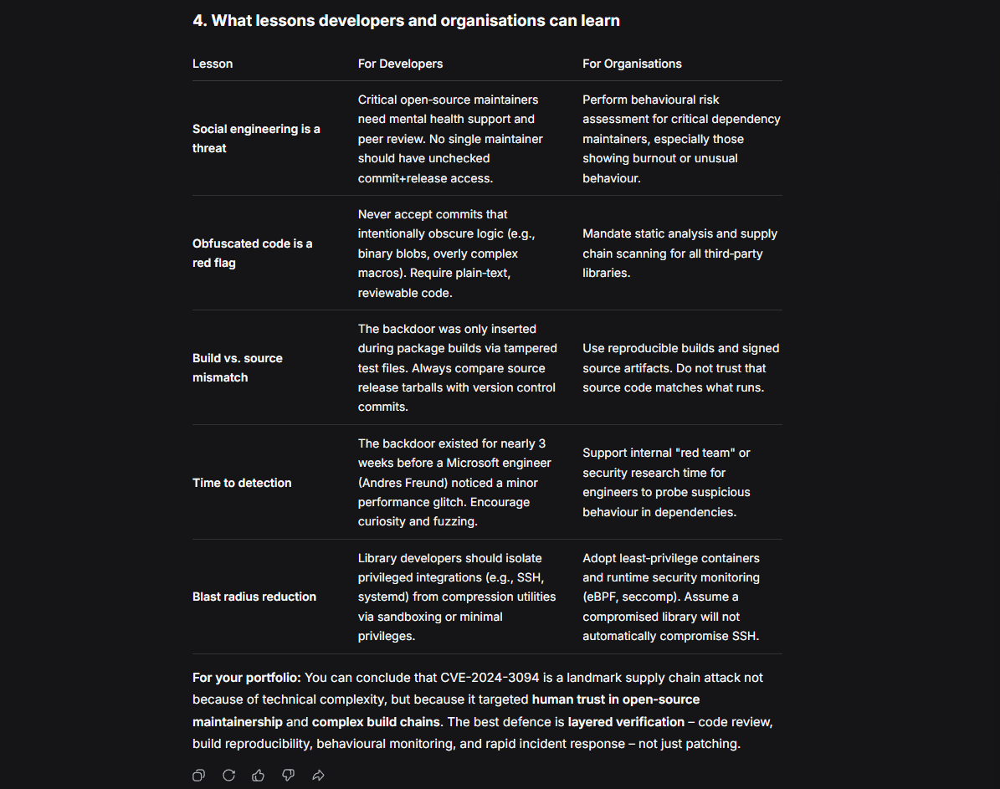 4. What lessons developers and organisations can learn
Lesson
For Developers
For Organisations
Social engineering is a
threat
Critical open-source maintainers
need mental health support and
peer review. No single maintainer
should have unchecked
commit+release access.
Perform behavioural risk
assessment for critical dependency
maintainers, especially those
showing burnout or unusual
behaviour.
Obfuscated code is a
red flag
Never accept commits that
intentionally obscure logic (e.g.,
binary blobs, overly complex
macros). Require plain-text,
reviewable code.
Mandate static analysis and supply
chain scanning for all third-party
libraries.
Build vs. source
mismatch
The backdoor was only inserted
during package builds via tampered
test files. Always compare source
release tarballs with version control
commits.
Use reproducible builds and signed
source artifacts. Do not trust that
source code matches what runs.
Time to detection
The backdoor existed for nearly 3
weeks before a Microsoft engineer
(Andres Freund) noticed a minor
performance glitch. Encourage
curiosity and fuzzing.
Support internal "red team" or
security research time for
engineers to probe suspicious
behaviour in dependencies.
Blast radius reduction
Library developers should isolate
privileged integrations (e.g., SSH,
systemd) from compression utilities
via sandboxing or minimal
privileges.
Adopt least-privilege containers
and runtime security monitoring
(eBPF, seccomp). Assume a
compromised library will not
automatically compromise SSH.
For your portfolio: You can conclude that CVE-2024-3094 is a landmark supply chain attack not
because of technical complexity, but because it targeted human trust in open-source
maintainership and complex build chains. The best defence is layered verification – code review,
build reproducibility, behavioural monitoring, and rapid incident response – not just patching.